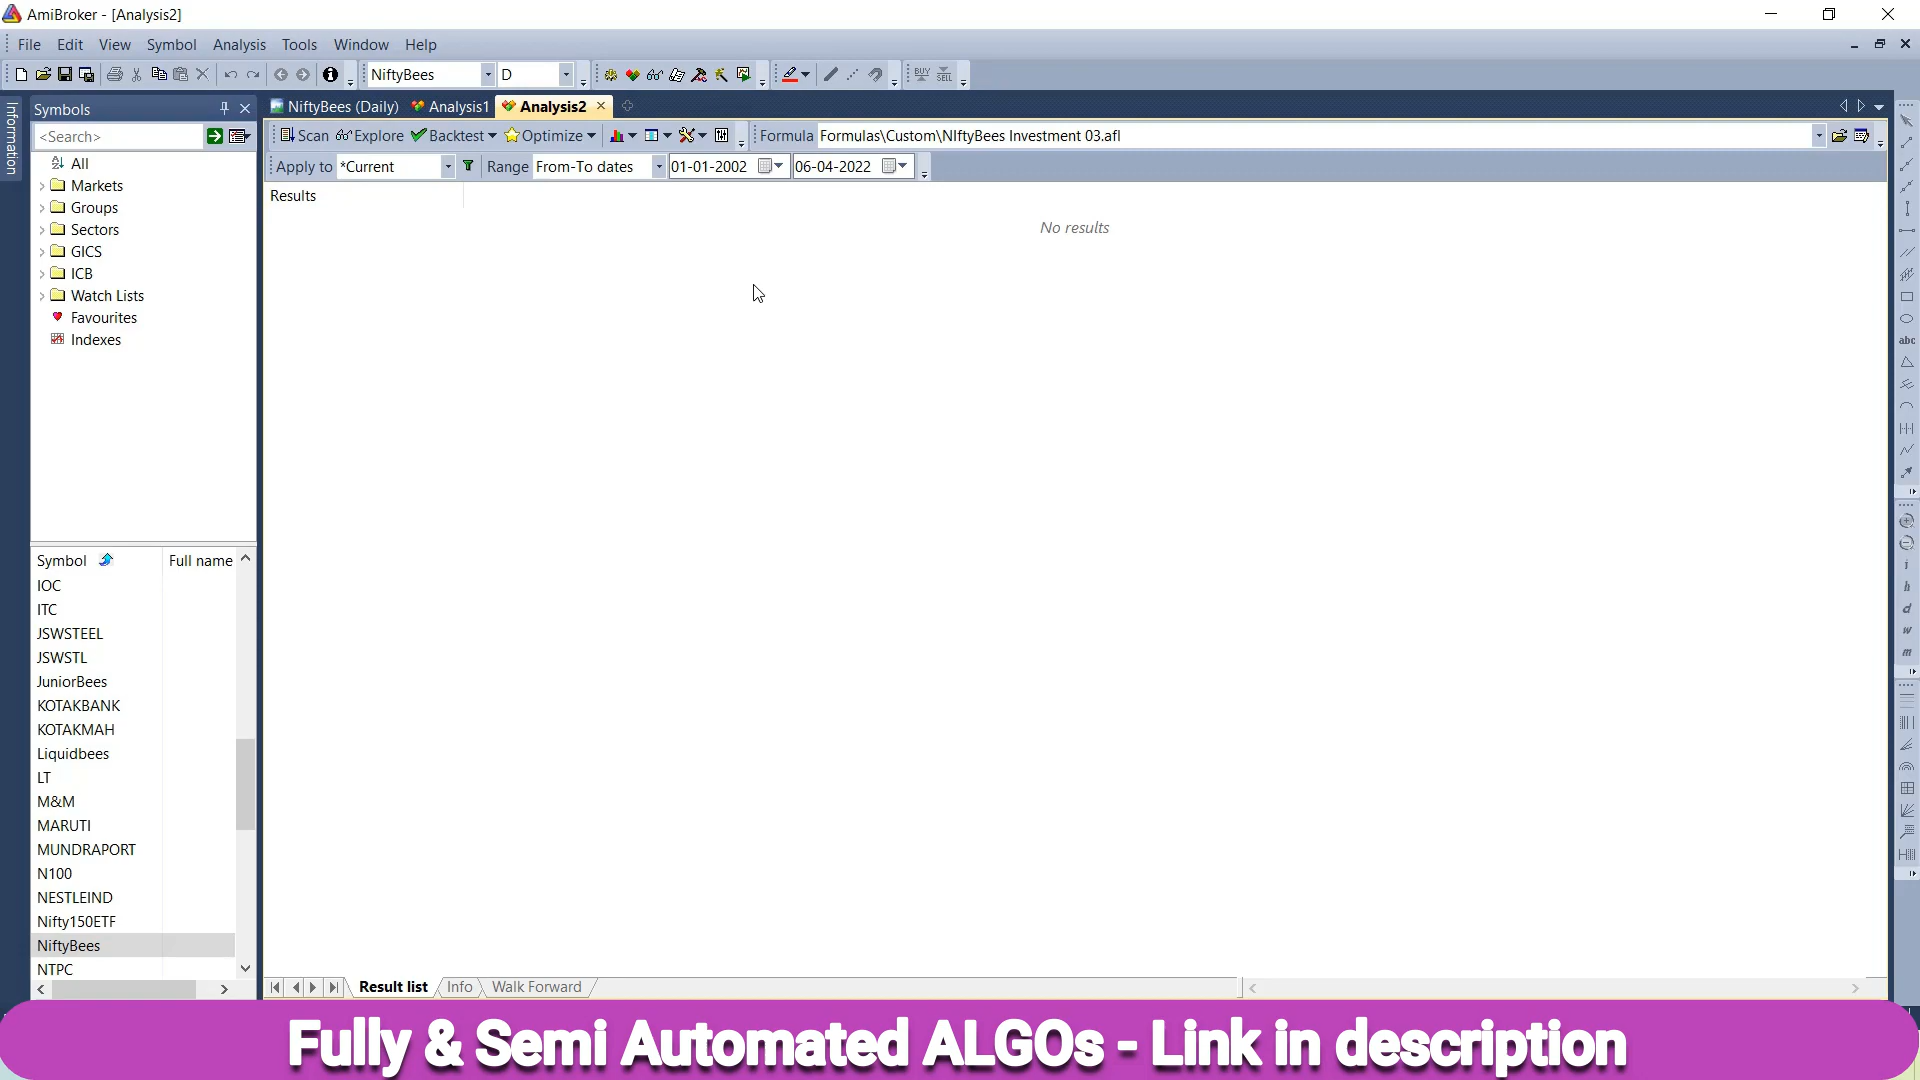 AmiBroker - [Analysis2]
File Edit View Symbol Analysis Tools Window Help
NiftyBees D BUY SELL
Information
Symbols
NiftyBees (Daily) Analysis1 Analysis2
<Search>
Scan Explore Backtest Optimize Formula Formulas\Custom\NIftyBees Investment 03.afl
Apply to *Current Range From-To dates 01-01-2002 06-04-2022
All
Markets
Groups
Sectors
GICS
ICB
Watch Lists
Favourites
Indexes
Results
No results
abc
i
h
d
w
m
Symbol Full name
IOC
ITC
JSWSTEEL
JSWSTL
JuniorBees
KOTAKBANK
KOTAKMAH
Liquidbees
LT
M&M
MARUTI
MUNDRAPORT
N100
NESTLEIND
Nifty150ETF
NiftyBees
NTPC
Result list Info Walk Forward
Fully & Semi Automated ALGOs - Link in description